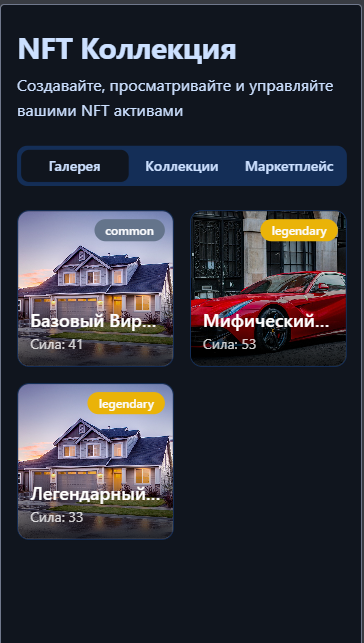 NFT Коллекция
Создавайте, просматривайте и управляйте
вашими NFT активами
Галерея Коллекции Маркетплейс
common
Базовый Вир...
Сила: 41
legendary
Мифический...
Сила: 53
legendary
Легендарный...
Сила: 33